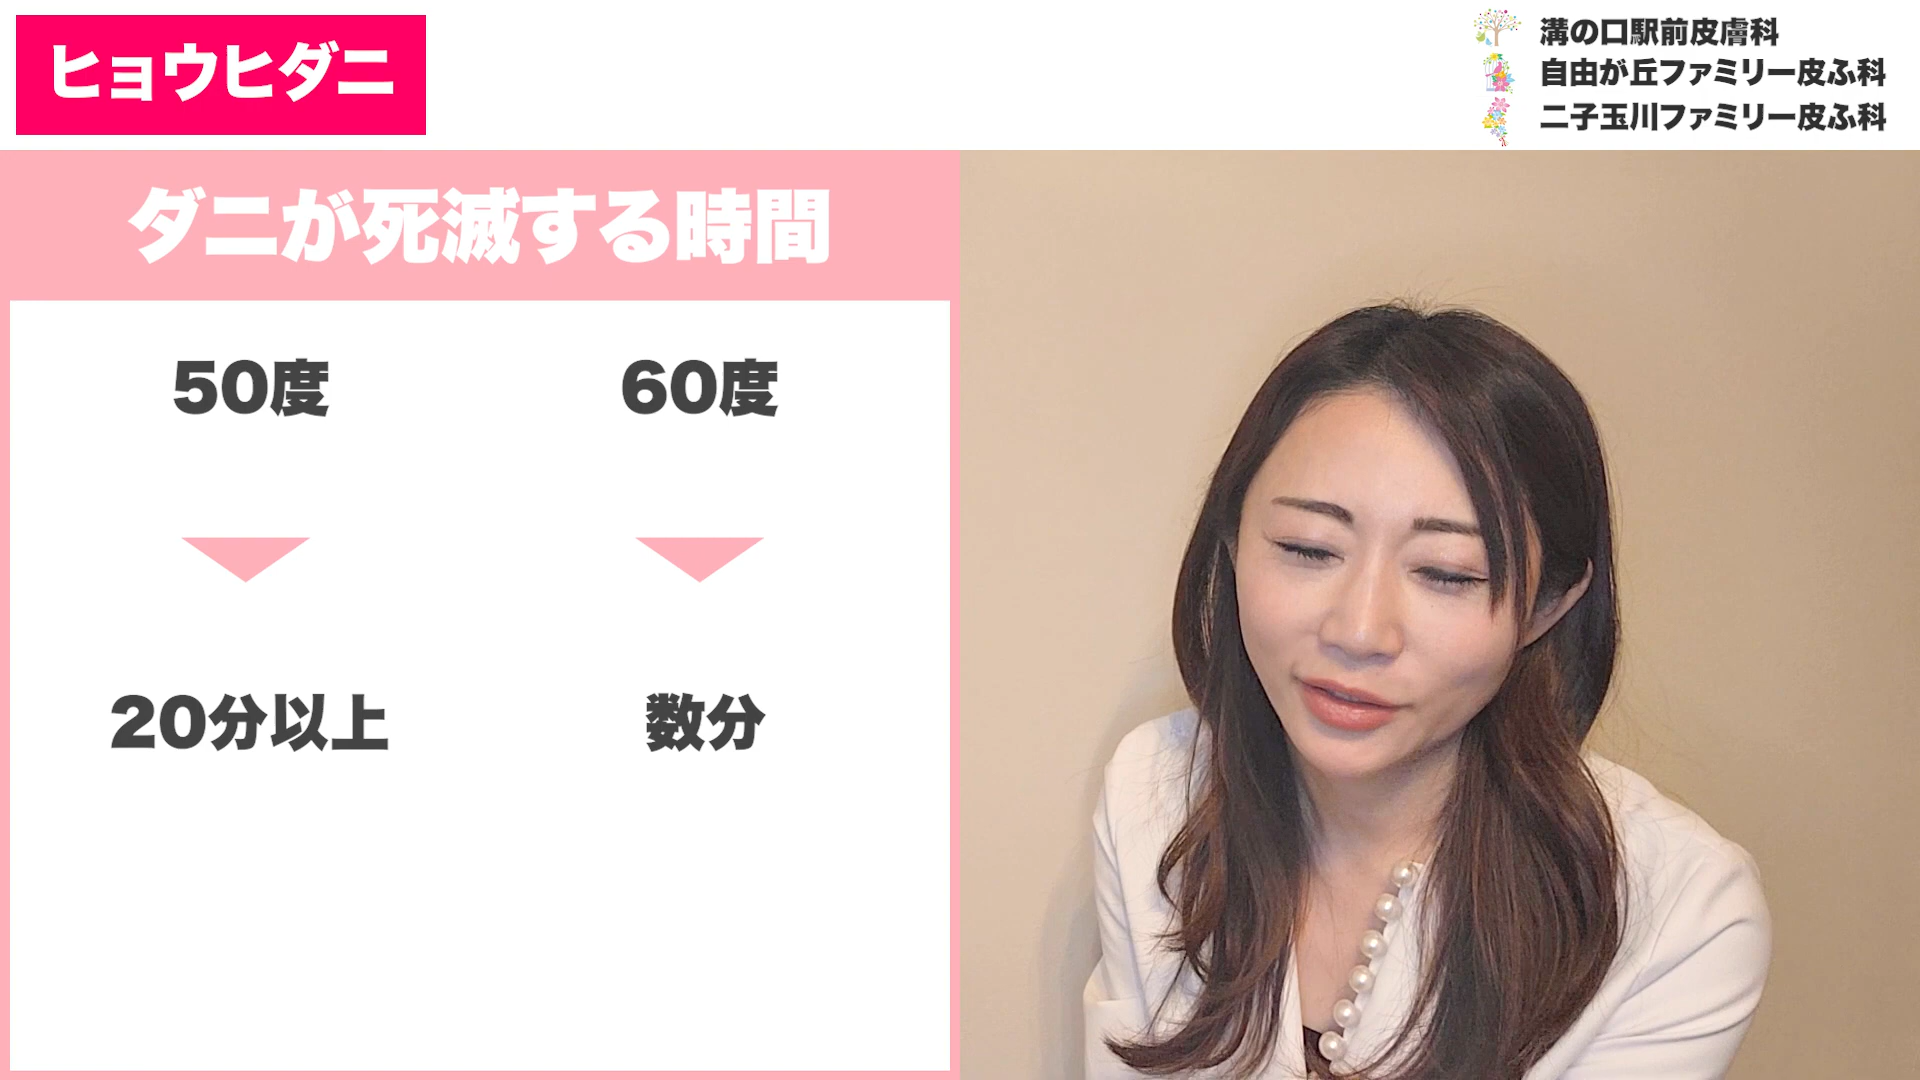 ヒョウヒダニ
溝の口駅前皮膚科
自由が丘ファミリー皮ふ科
二子玉川ファミリー皮ふ科
ダニが死滅する時間
50度
60度
20分以上
数分